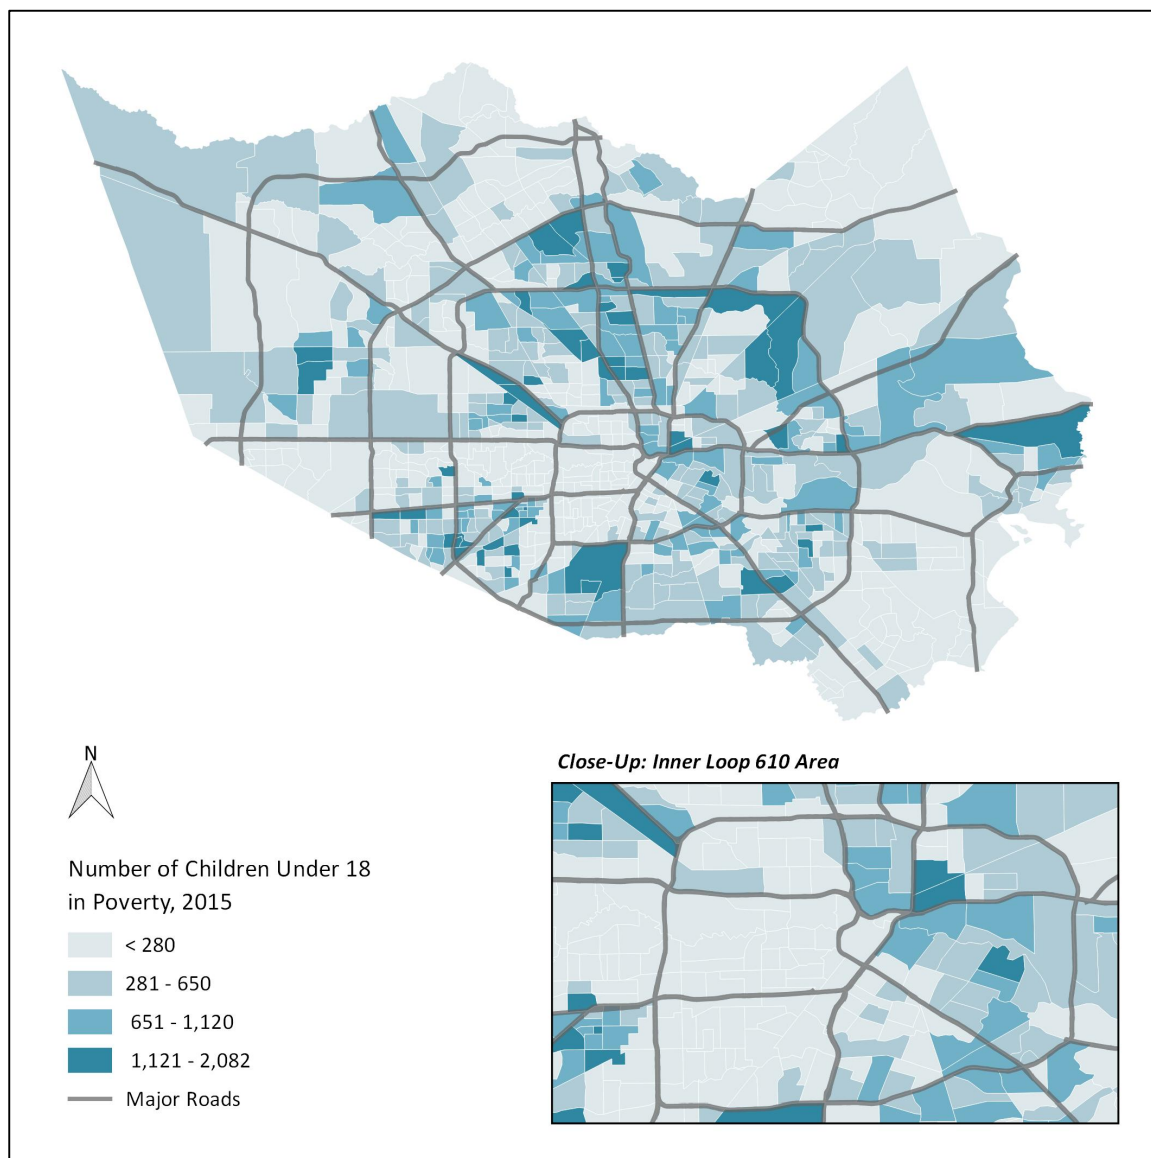 N
Close-Up: Inner Loop 610 Area
Number of Children Under 18
in Poverty, 2015
< 280
281 - 650
651 - 1,120
1,121 - 2,082
Major Roads